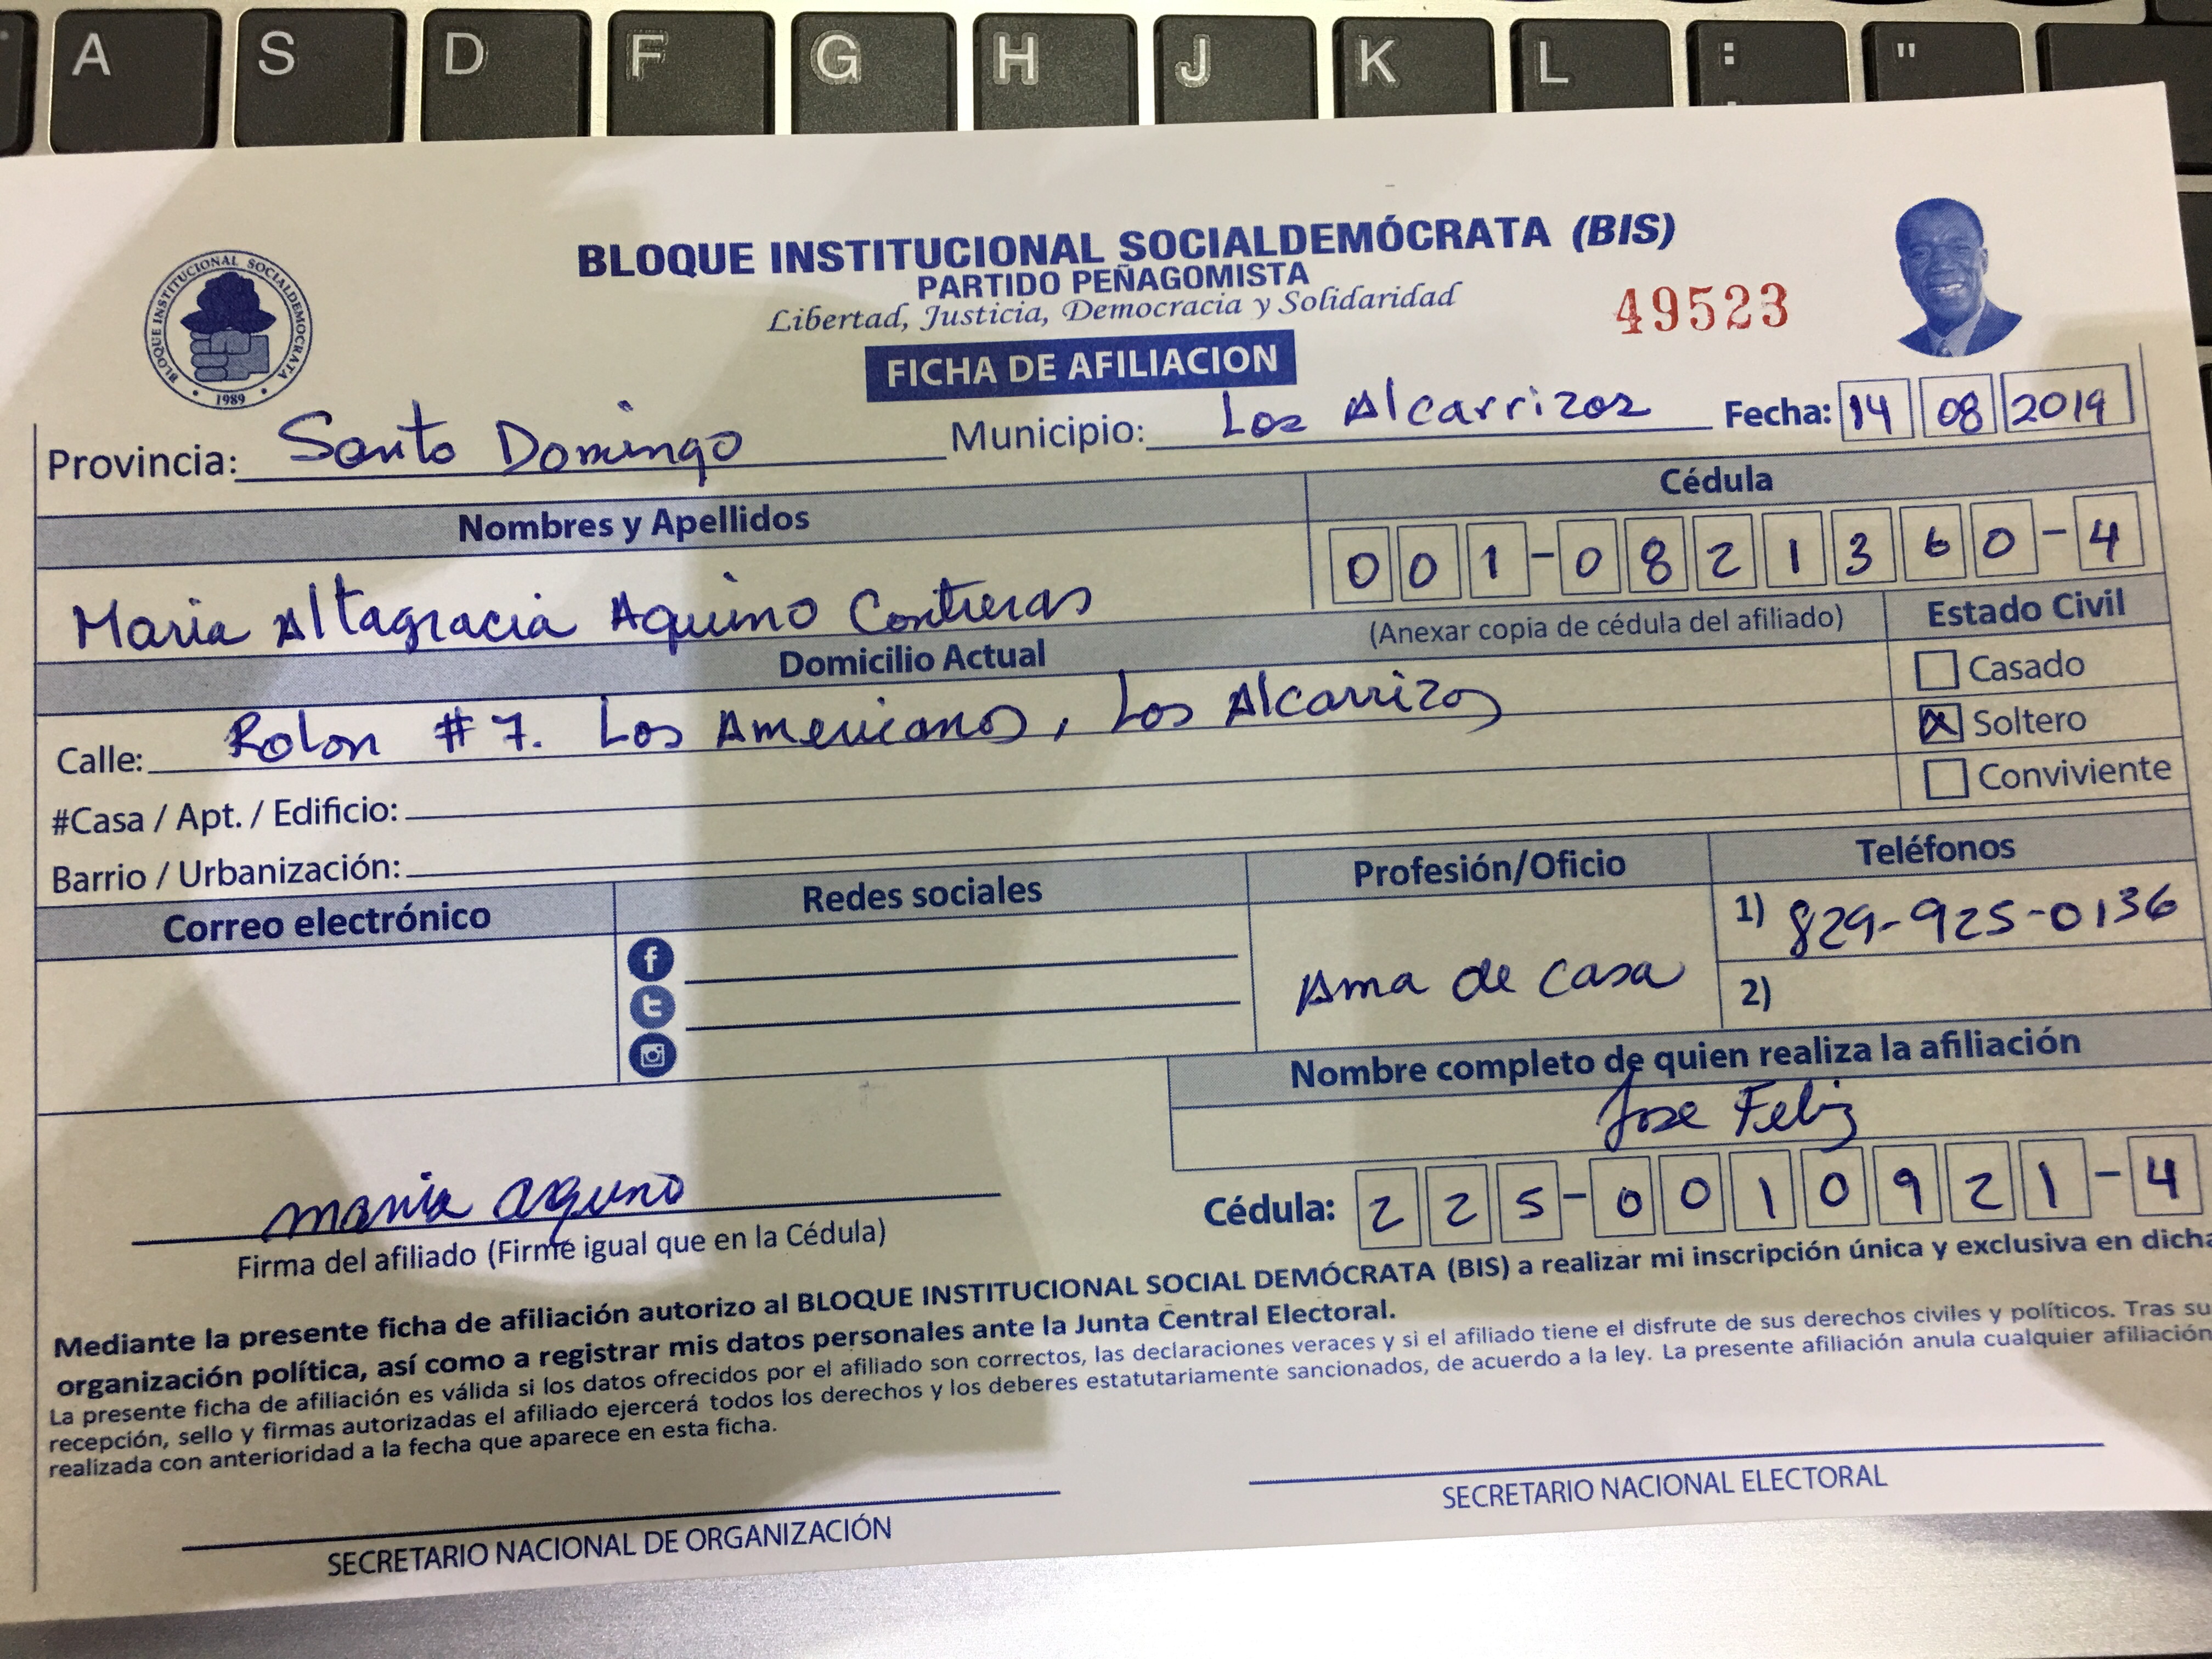 A S D F G H J K L : "
BLOQUE INSTITUCIONAL SOCIALDEMÓCRATA (BIS)
PARTIDO PEÑAGOMISTA
Libertad, Justicia, Democracia y Solidaridad
49523
BLOQUE INSTITUCIONAL SOCIALDEMOCRATA
1989
FICHA DE AFILIACION
Provincia: Santo Domingo Municipio: Los Alcarrizos Fecha: 14 08 2019
Nombres y Apellidos Cédula
Maria Altagracia Aquino Contreras 001-0821360-4
(Anexar copia de cédula del afiliado) Estado Civil
Domicilio Actual
Casado
Calle: Rolon #7. Los Americanos, Los Alcarrizos
X Soltero
#Casa / Apt. / Edificio:
Conviviente
Barrio / Urbanización:
Correo electrónico Redes sociales Profesión/Oficio Teléfonos
1) 829-925-0136
Ama de casa
2)
Nombre completo de quien realiza la afiliación
Jose Feliz
maria aquino
Cédula: 225-0010921-4
Firma del afiliado (Firme igual que en la Cédula)
Mediante la presente ficha de afiliación autorizo al BLOQUE INSTITUCIONAL SOCIAL DEMÓCRATA (BIS) a realizar mi inscripción única y exclusiva en dicha
organización política, así como a registrar mis datos personales ante la Junta Central Electoral.
La presente ficha de afiliación es válida si los datos ofrecidos por el afiliado son correctos, las declaraciones veraces y si el afiliado tiene el disfrute de sus derechos civiles y políticos. Tras su
recepción, sello y firmas autorizadas el afiliado ejercerá todos los derechos y los deberes estatutariamente sancionados, de acuerdo a la ley. La presente afiliación anula cualquier afiliación
realizada con anterioridad a la fecha que aparece en esta ficha.
SECRETARIO NACIONAL DE ORGANIZACIÓN
SECRETARIO NACIONAL ELECTORAL